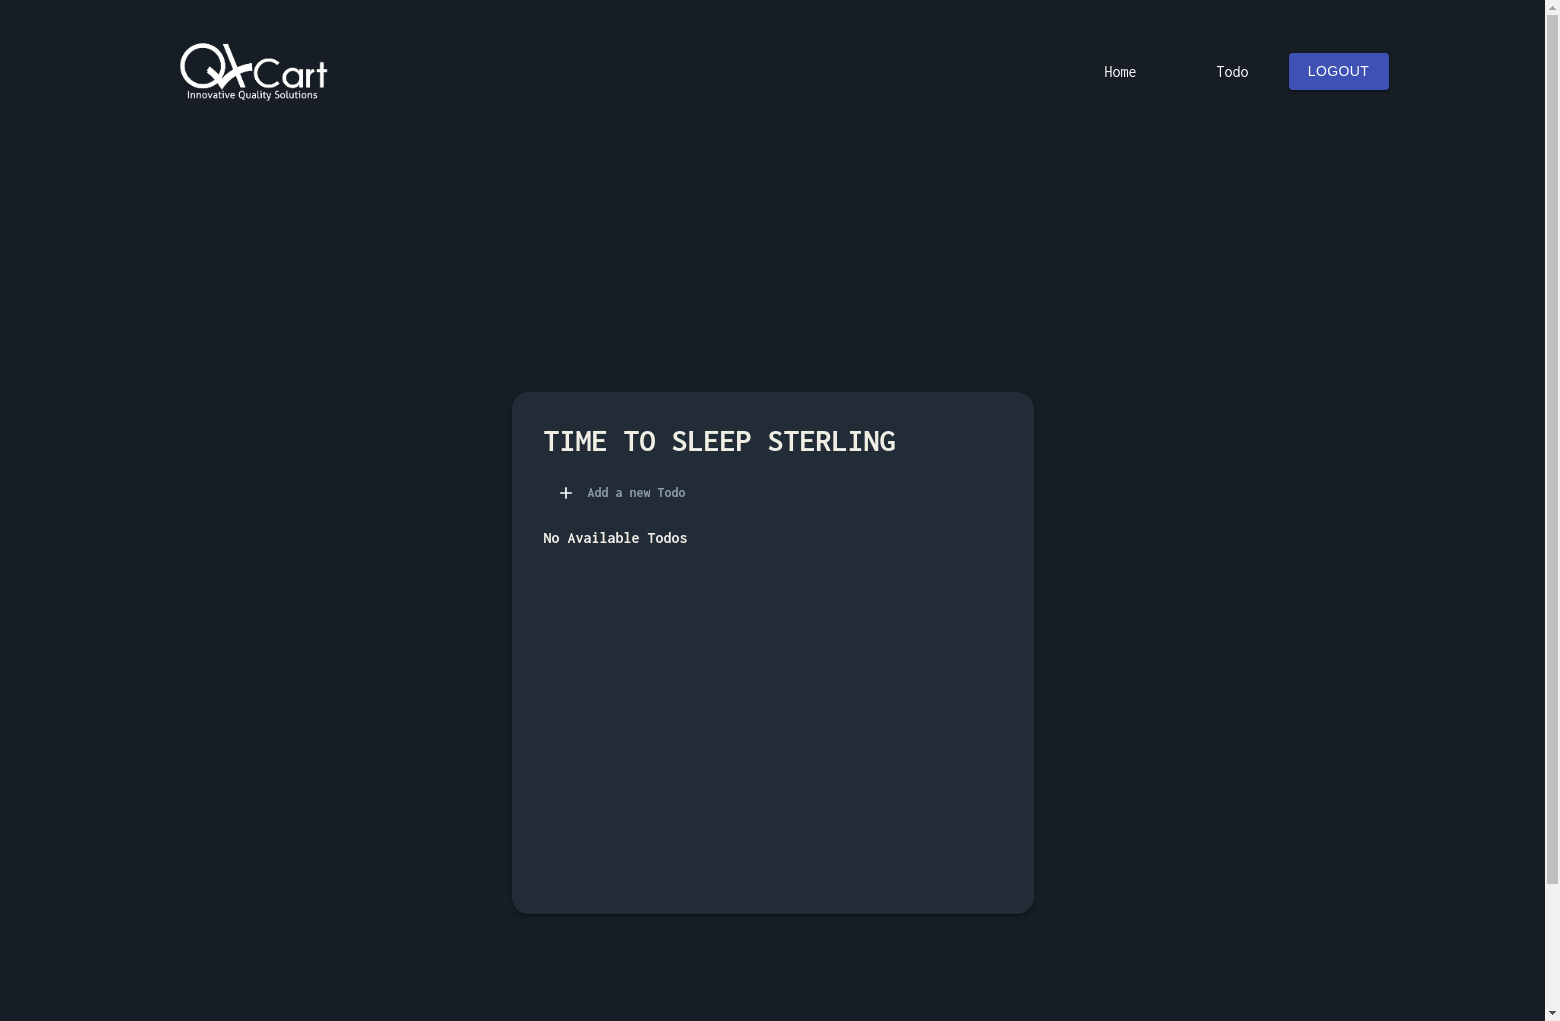 QACart
Innovative Quality Solutions
Home
Todo
LOGOUT
TIME TO SLEEP STERLING
Add a new Todo
No Available Todos